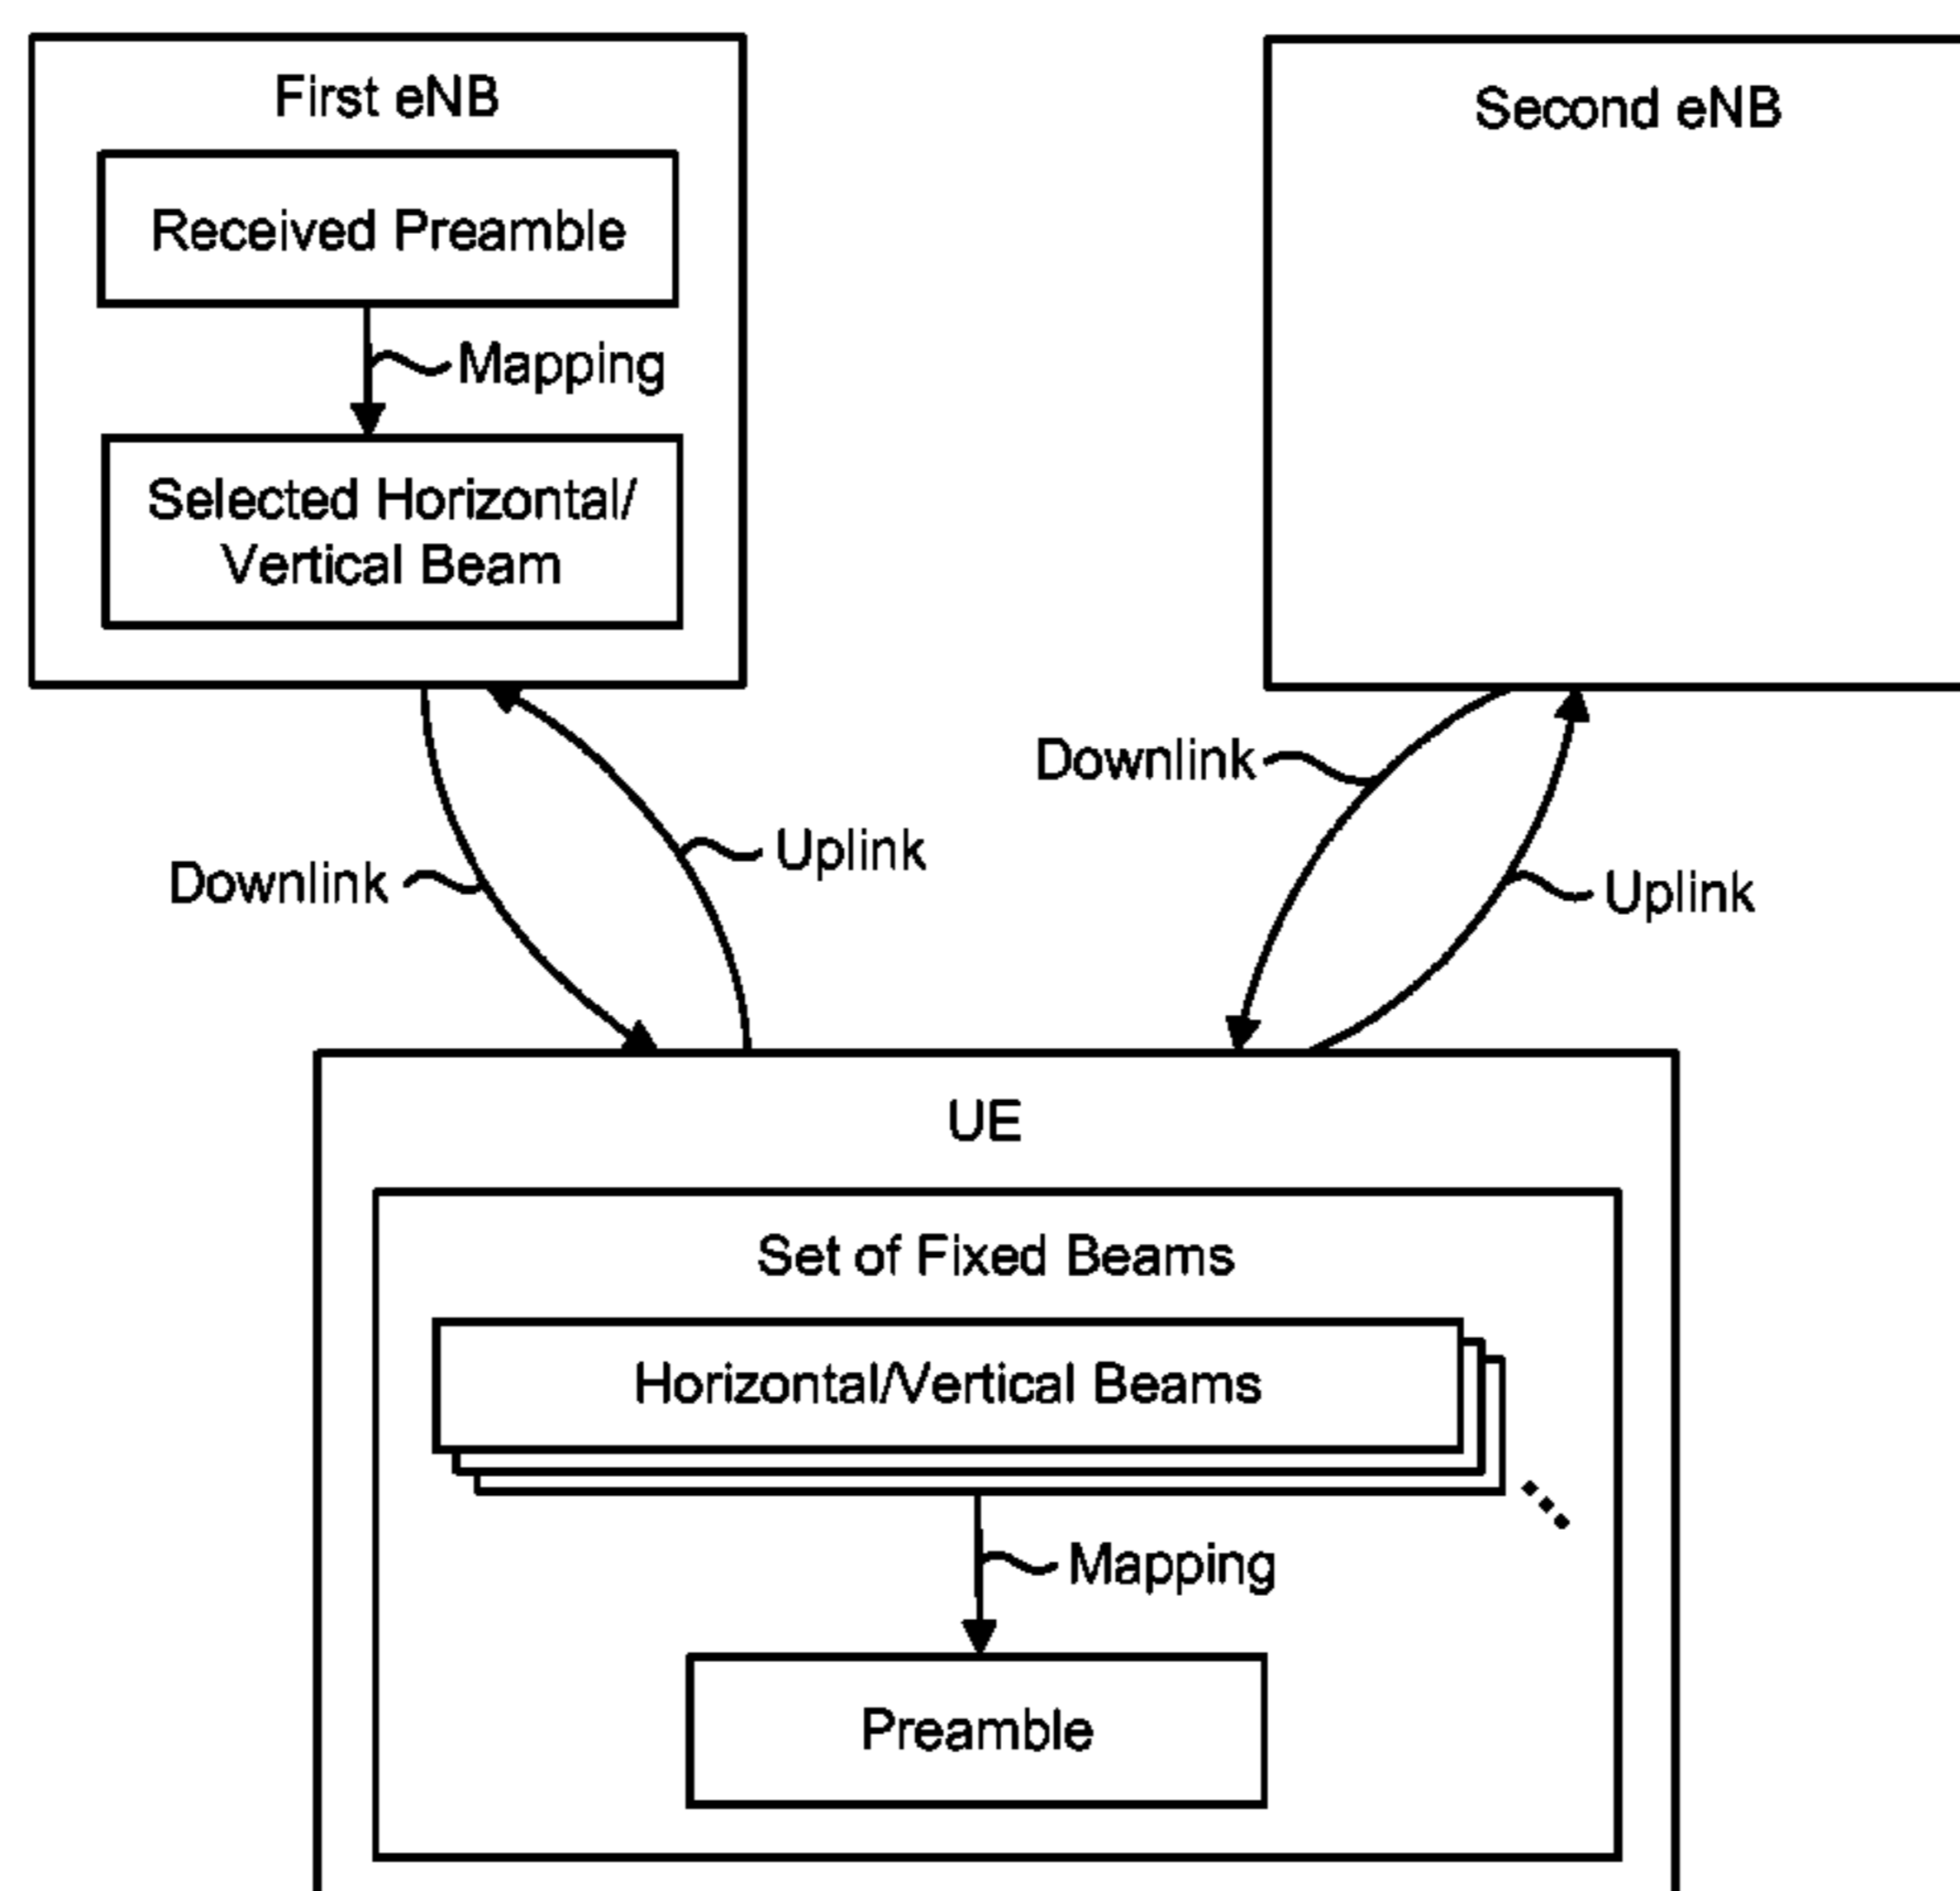 First eNB
Received Preamble
Mapping
Selected Horizontal/
Vertical Beam
Second eNB
Downlink
Uplink
Downlink
Uplink
UE
Set of Fixed Beams
Horizontal/Vertical Beams
Mapping
Preamble